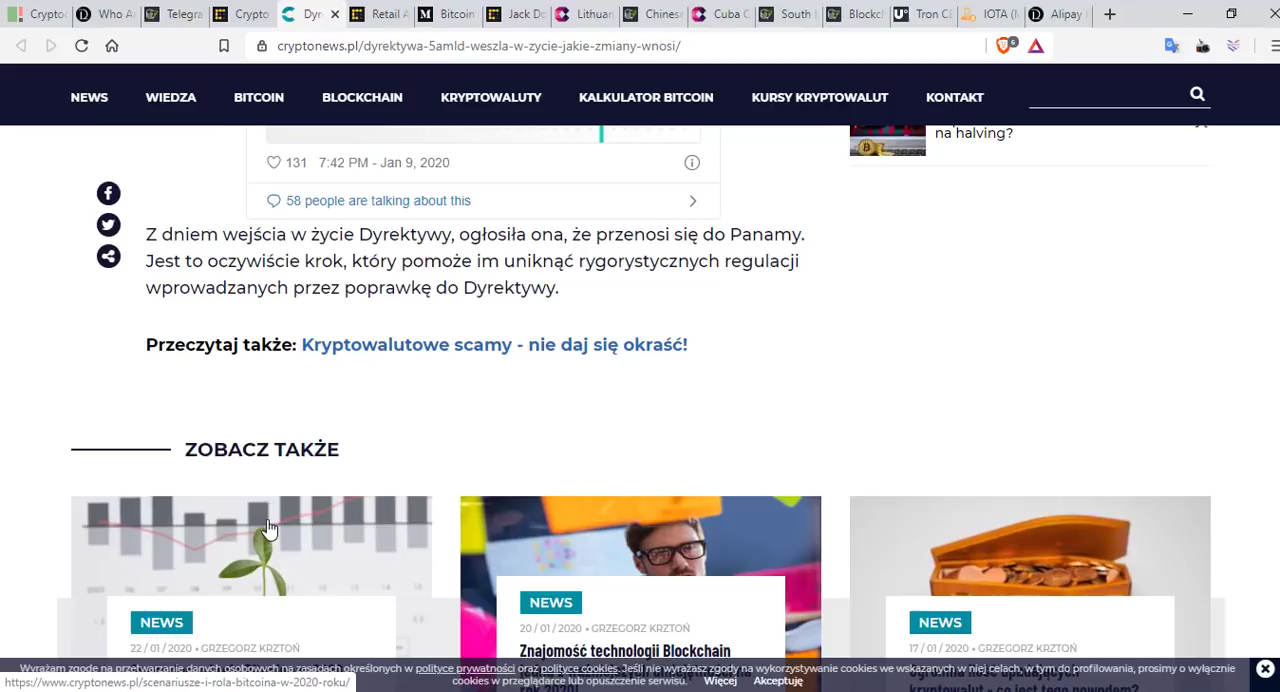 Crypto
Who A
Telegra
Crypto
Dyr
Retail A
Bitcoin
Jack Do
Lithuan
Chinese
Cuba C
South
Blockcl
Tron Cl
IOTA (
Alipay
cryptonews.pl/dyrektywa-5amld-weszla-w-zycie-jakie-zmiany-wnosi/
6
NEWS WIEDZA BITCOIN BLOCKCHAIN KRYPTOWALUTY KALKULATOR BITCOIN KURSY KRYPTOWALUT KONTAKT
na halving?
131 7:42 PM - Jan 9, 2020
58 people are talking about this
Z dniem wejścia w życie Dyrektywy, ogłosiła ona, że przenosi się do Panamy.
Jest to oczywiście krok, który pomoże im uniknąć rygorystycznych regulacji
wprowadzanych przez poprawkę do Dyrektywy.
Przeczytaj także: Kryptowalutowe scamy - nie daj się okraść!
ZOBACZ TAKŻE
NEWS
22 / 01 / 2020 • GRZEGORZ KRZTOŃ
NEWS
20 / 01 / 2020 • GRZEGORZ KRZTOŃ
Znajomość technologii Blockchain
NEWS
17 / 01 / 2020 • GRZEGORZ KRZTOŃ
Wyrażam zgodę na przetwarzanie danych osobowych na zasadach określonych w polityce prywatności oraz polityce cookies. Jeśli nie wyrażasz zgody na wykorzystywanie cookies we wskazanych w niej celach, w tym do profilowania, prosimy o wyłącznie
cookies w przeglądarce lub opuszczenie serwisu. Więcej Akceptuję
https://www.cryptonews.pl/scenariusze-i-rola-bitcoina-w-2020-roku/